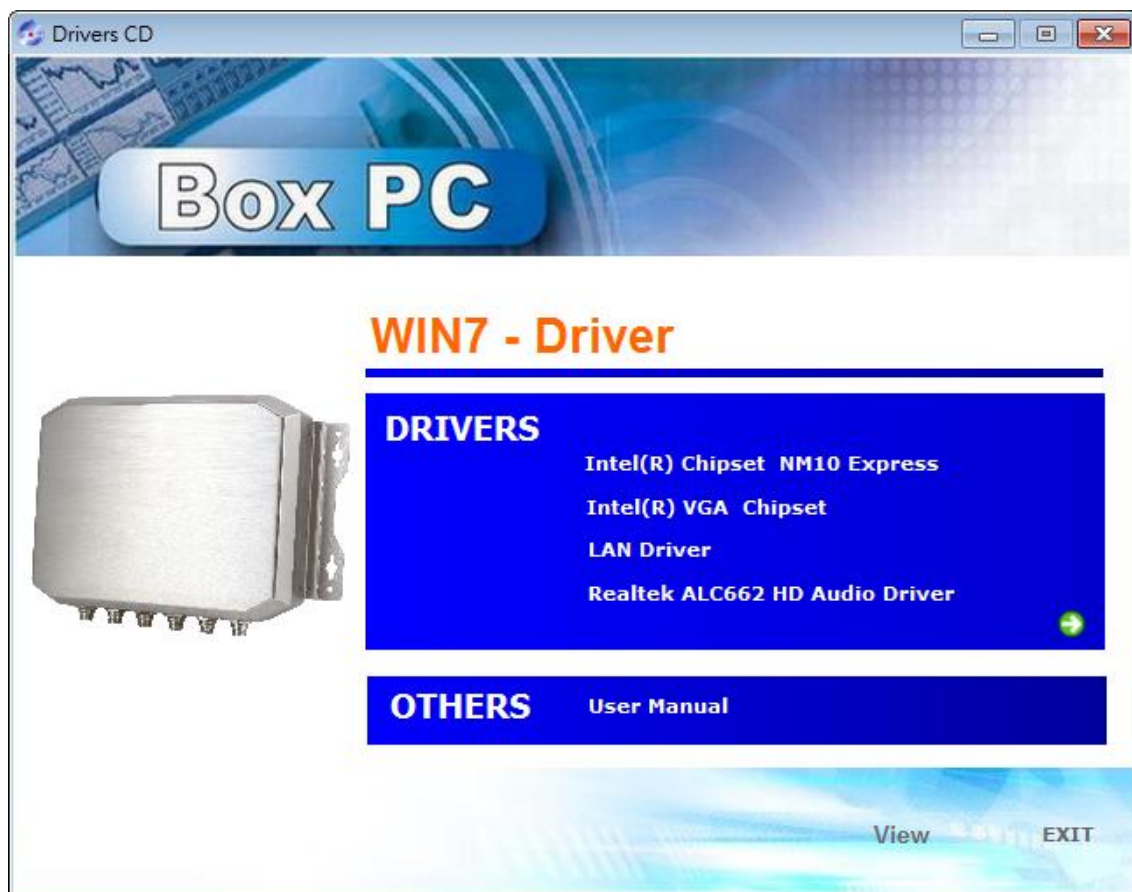 Drivers CD
Box PC
WIN7 - Driver
DRIVERS
Intel(R) Chipset NM10 Express
Intel(R) VGA Chipset
LAN Driver
Realtek ALC662 HD Audio Driver
OTHERS
User Manual
View
EXIT